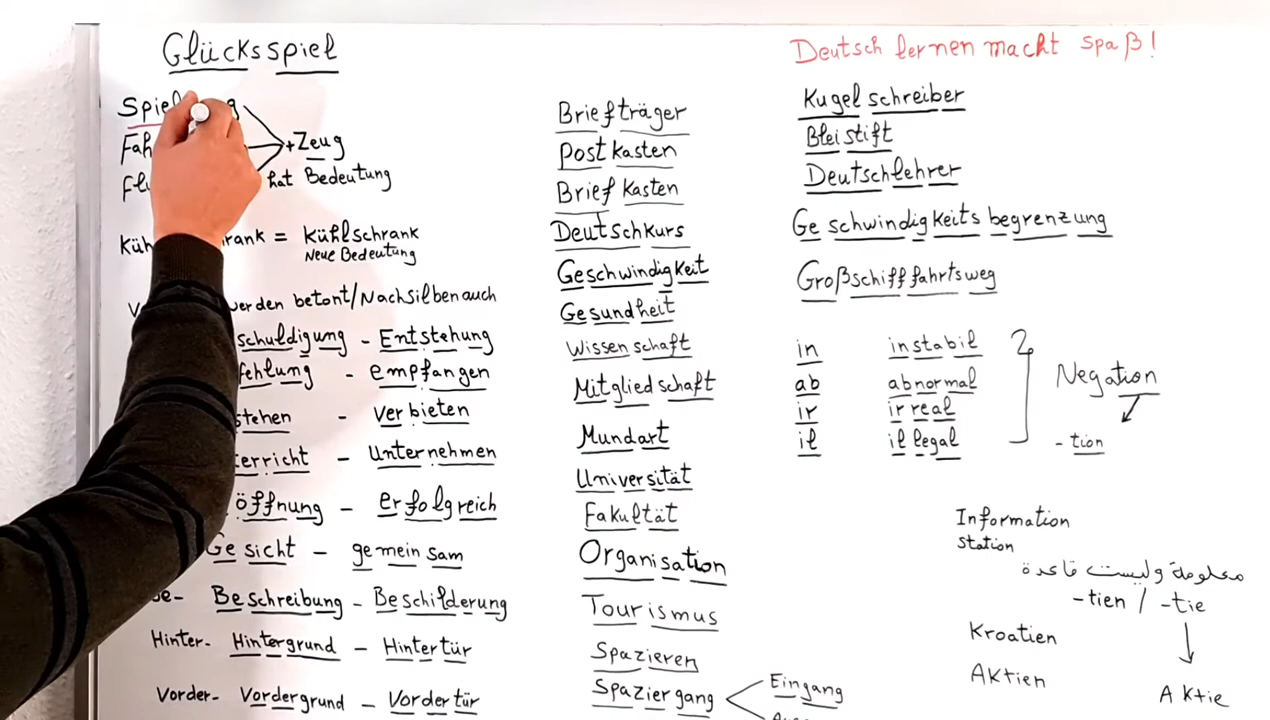 Glücksspiel
+Zeug
hat Bedeutung
= Kühlschrank
Neue Bedeutung
werden betont/Nachsilben auch
schuldigung - Entstehung
fehlung - empfangen
stehen - verbieten
erricht - Unternehmen
öffnung - erfolgreich
Gesicht - gemeinsam
Be- Beschreibung - Beschilderung
Hinter- Hintergrund - Hintertür
Vorder- Vordergrund - Vordertür
Briefträger
Postkasten
Briefkasten
Deutschkurs
Geschwindigkeit
Gesundheit
Wissenschaft
Mitgliedschaft
Mundart
Universität
Fakultät
Organisation
Tourismus
Spazieren
Spaziergang
Eingang
Deutsch lernen macht Spaß!
Kugelschreiber
Bleistift
Deutschlehrer
Geschwindigkeitsbegrenzung
Großschifffahrtsweg
in instabil
ab abnormal
ir irreal
il illegal
Negation
-tion
Information
station
معلومة وليست قاعدة
-tien / -tie
Kroatien
Aktien
Aktie